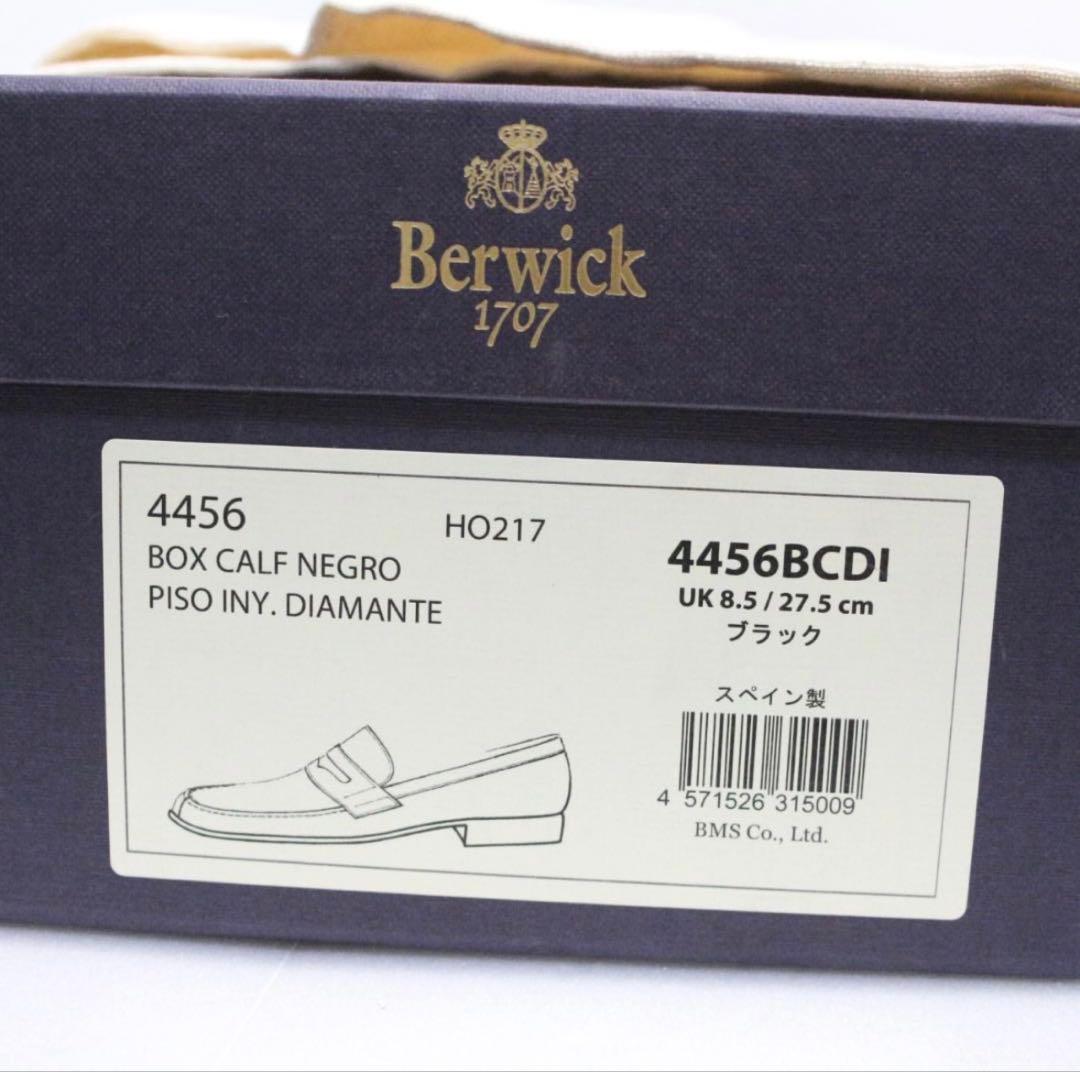 Berwick
1707
4456
HO217
BOX CALF NEGRO
PISO INY. DIAMANTE
4456BCDI
UK 8.5 / 27.5 cm
ブラック
スペイン製
4 571526 315009
BMS Co., Ltd.